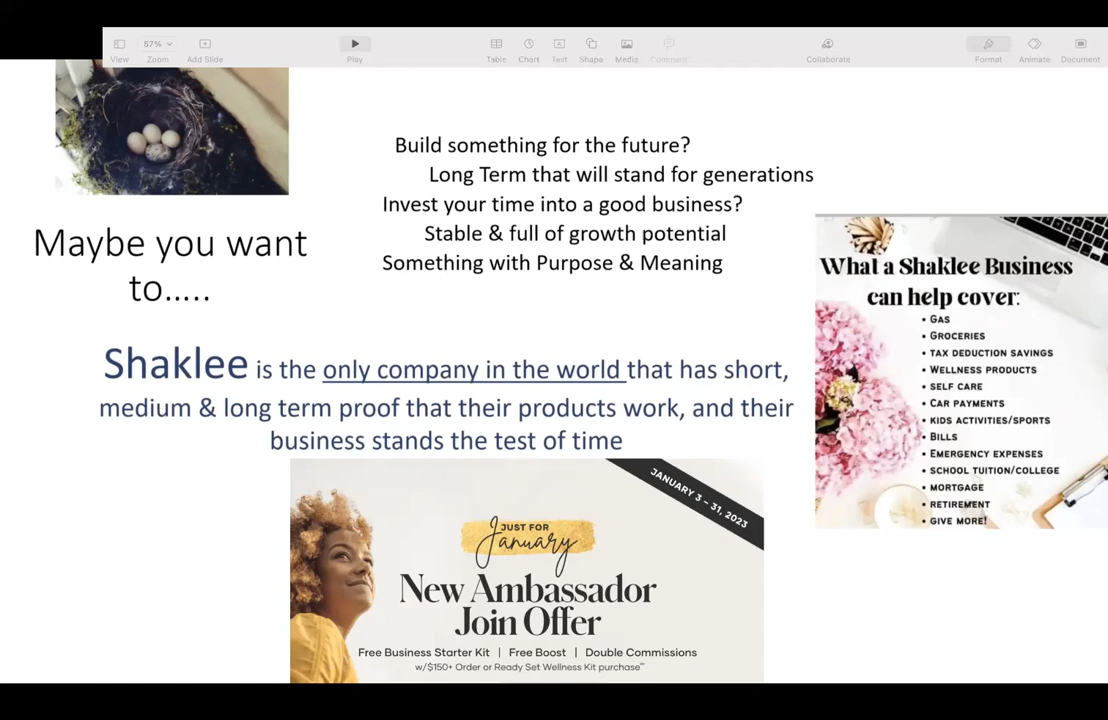 57%
View
Zoom
Add Slide
Play
Table
Chart
Text
Shape
Media
Comment
Collaborate
Format
Animate
Document
Build something for the future?
Long Term that will stand for generations
Invest your time into a good business?
Stable & full of growth potential
Something with Purpose & Meaning
Maybe you want
to.....
Shaklee is the only company in the world that has short,
medium & long term proof that their products work, and their
business stands the test of time
What a Shaklee Business
can help cover:
• GAS
• GROCERIES
• TAX DEDUCTION SAVINGS
• WELLNESS PRODUCTS
• SELF CARE
• CAR PAYMENTS
• KIDS ACTIVITIES/SPORTS
• BILLS
• EMERGENCY EXPENSES
• SCHOOL TUITION/COLLEGE
• MORTGAGE
• RETIREMENT
• GIVE MORE!
JANUARY 3 – 31, 2023
JUST FOR
January
New Ambassador
Join Offer
Free Business Starter Kit | Free Boost | Double Commissions
w/$150+ Order or Ready Set Wellness Kit purchase**